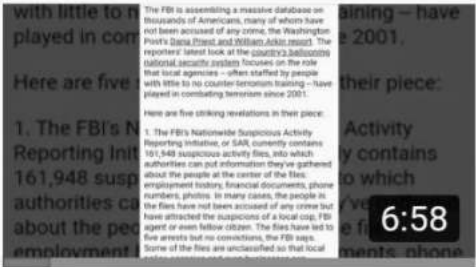 The FBI is assembling a massive database on
thousands of Americans, many of whom have
not been accused of any crime, the Washington
Post's Dana Priest and William Arkin report. The
reporters' latest look at the country's ballooning
national security system focuses on the role
that local agencies – often staffed by people
with little to no counter-terrorism training – have
played in combating terrorism since 2001.
Here are five striking revelations in their piece:
1. The FBI's Nationwide Suspicious Activity
Reporting Initiative, or SAR, currently contains
161,948 suspicious activity files, into which
authorities can put information they've gathered
about the people at the center of the files:
employment history, financial documents, phone
numbers, photos. In many cases, the people in
the files have not been accused of any crime but
have attracted the suspicions of a local cop, FBI
agent or even fellow citizen. The files have led to
five arrests but no convictions, the FBI says.
Some of the files are unclassified so that local
with little to n
played in com
Here are five
1. The FBI's N
Reporting Init
161,948 susp
authorities ca
about the peo
employment h
aining – have
e 2001.
their piece:
Activity
ly contains
to which
y've
e fi
ments, phone
6:58